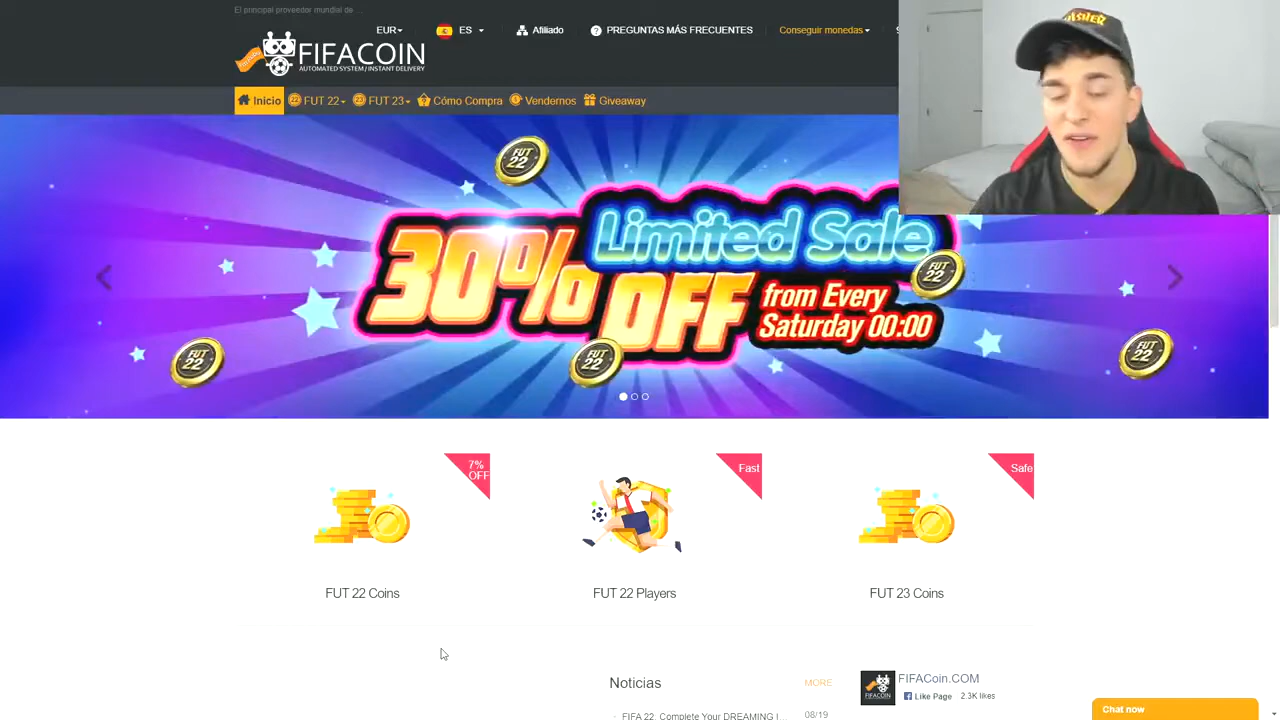 El principal proveedor mundial de ...
EUR
ES
Afiliado
PREGUNTAS MÁS FRECUENTES
Conseguir monedas
FIFACOIN
AUTOMATED SYSTEM / INSTANT DELIVERY
Inicio
FUT 22
FUT 23
Cómo Compra
Vendernos
Giveaway
FUT 22
Limited Sale
30% OFF
from Every
Saturday 00:00
FUT 22
FUT 22
FUT 22
FUT 22
7%
OFF
Fast
Safe
FUT 22 Coins
FUT 22 Players
FUT 23 Coins
Noticias
MORE
FIFA 22. Complete Your DREAMING I...
08/19
FIFACOIN
FIFACoin.COM
Like Page
2.3K likes
Chat now